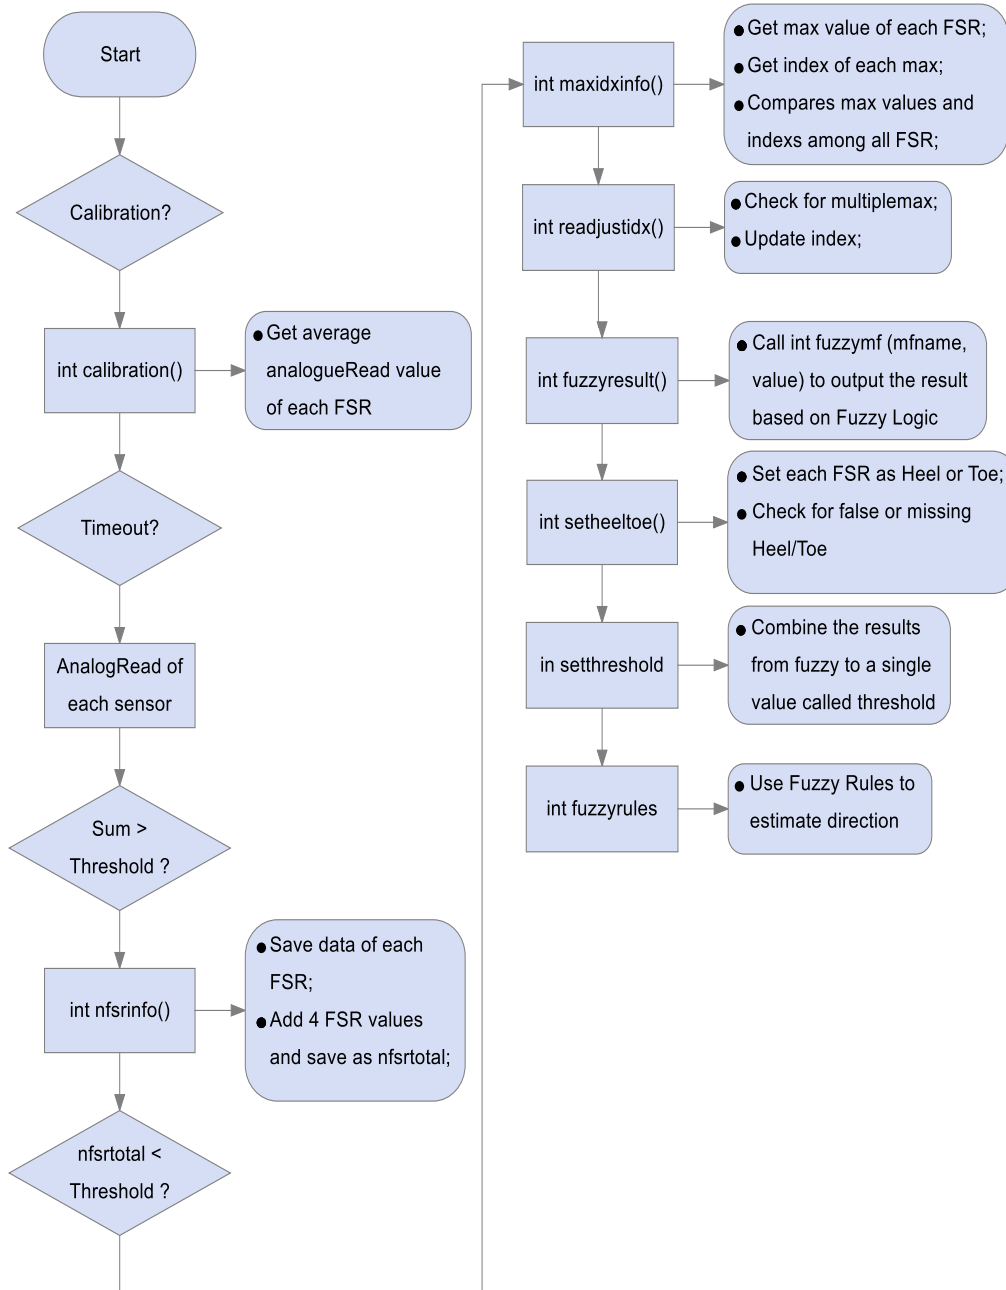 Start
Calibration?
int calibration()
● Get average
analogueRead value
of each FSR
Timeout?
AnalogRead of
each sensor
Sum >
Threshold ?
int nfsrinfo()
● Save data of each
FSR;
● Add 4 FSR values
and save as nfsrtotal;
nfsrtotal <
Threshold ?
int maxidxinfo()
● Get max value of each FSR;
● Get index of each max;
● Compares max values and
indexs among all FSR;
int readjustidx()
● Check for multiplemax;
● Update index;
int fuzzyresult()
● Call int fuzzymf (mfname,
value) to output the result
based on Fuzzy Logic
int setheeltoe()
● Set each FSR as Heel or Toe;
● Check for false or missing
Heel/Toe
in setthreshold
● Combine the results
from fuzzy to a single
value called threshold
int fuzzyrules
● Use Fuzzy Rules to
estimate direction